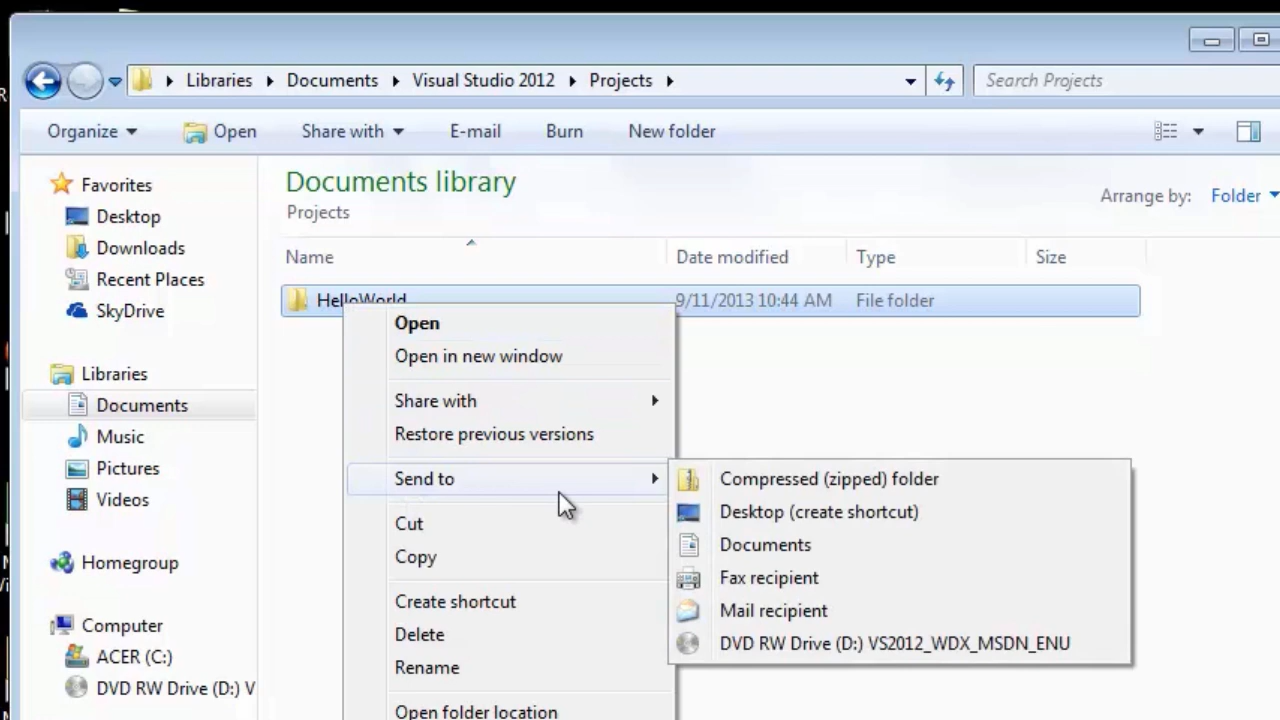 Libraries Documents Visual Studio 2012 Projects Search Projects
Organize Open Share with E-mail Burn New folder
Favorites
Desktop
Downloads
Recent Places
SkyDrive
Libraries
Documents
Music
Pictures
Videos
Homegroup
Computer
ACER (C:)
DVD RW Drive (D:) V
Documents library
Projects
Arrange by: Folder
Name Date modified Type Size
HelloWorld 9/11/2013 10:44 AM File folder
Open
Open in new window
Share with
Restore previous versions
Send to
Cut
Copy
Create shortcut
Delete
Rename
Open folder location
Compressed (zipped) folder
Desktop (create shortcut)
Documents
Fax recipient
Mail recipient
DVD RW Drive (D:) VS2012_WDX_MSDN_ENU